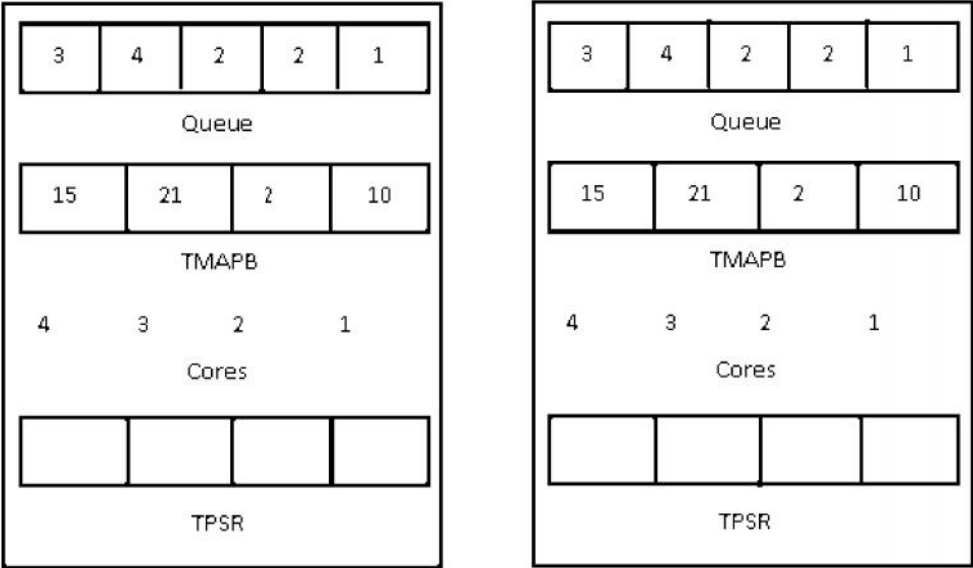 3 4 2 2 1
Queue
15 21 2 10
TMAPB
4 3 2 1
Cores
TPSR
3 4 2 2 1
Queue
15 21 2 10
TMAPB
4 3 2 1
Cores
TPSR